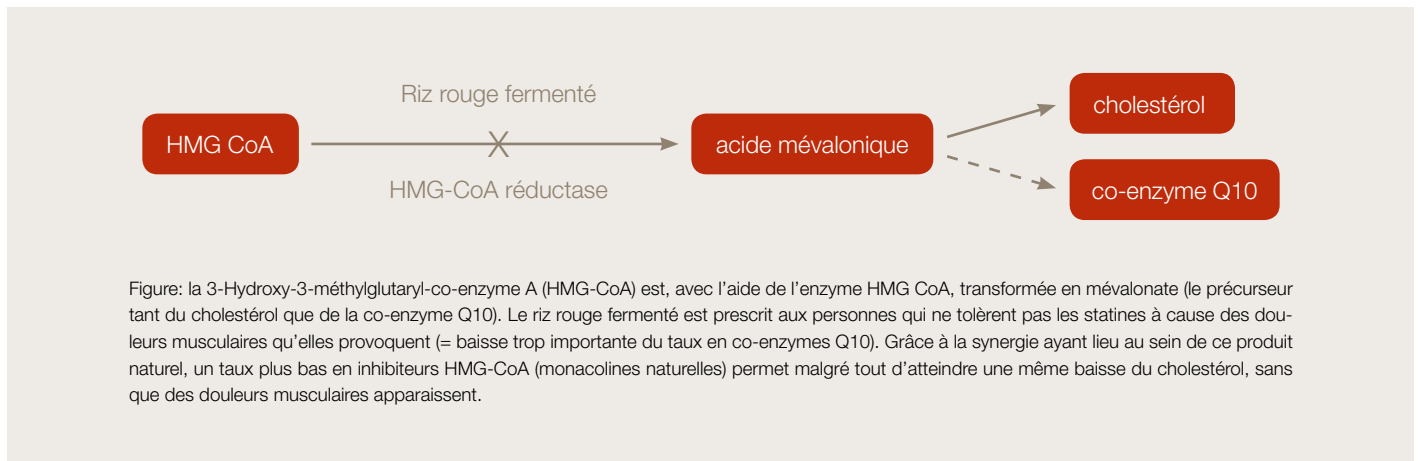 Riz rouge fermenté
HMG CoA
X
HMG-CoA réductase
acide mévalonique
cholestérol
co-enzyme Q10
Figure: la 3-Hydroxy-3-méthylglutaryl-co-enzyme A (HMG-CoA) est, avec l’aide de l’enzyme HMG CoA, transformée en mévalonate (le précurseur
tant du cholestérol que de la co-enzyme Q10). Le riz rouge fermenté est prescrit aux personnes qui ne tolèrent pas les statines à cause des dou-
leurs musculaires qu’elles provoquent (= baisse trop importante du taux en co-enzymes Q10). Grâce à la synergie ayant lieu au sein de ce produit
naturel, un taux plus bas en inhibiteurs HMG-CoA (monacolines naturelles) permet malgré tout d’atteindre une même baisse du cholestérol, sans
que des douleurs musculaires apparaissent.